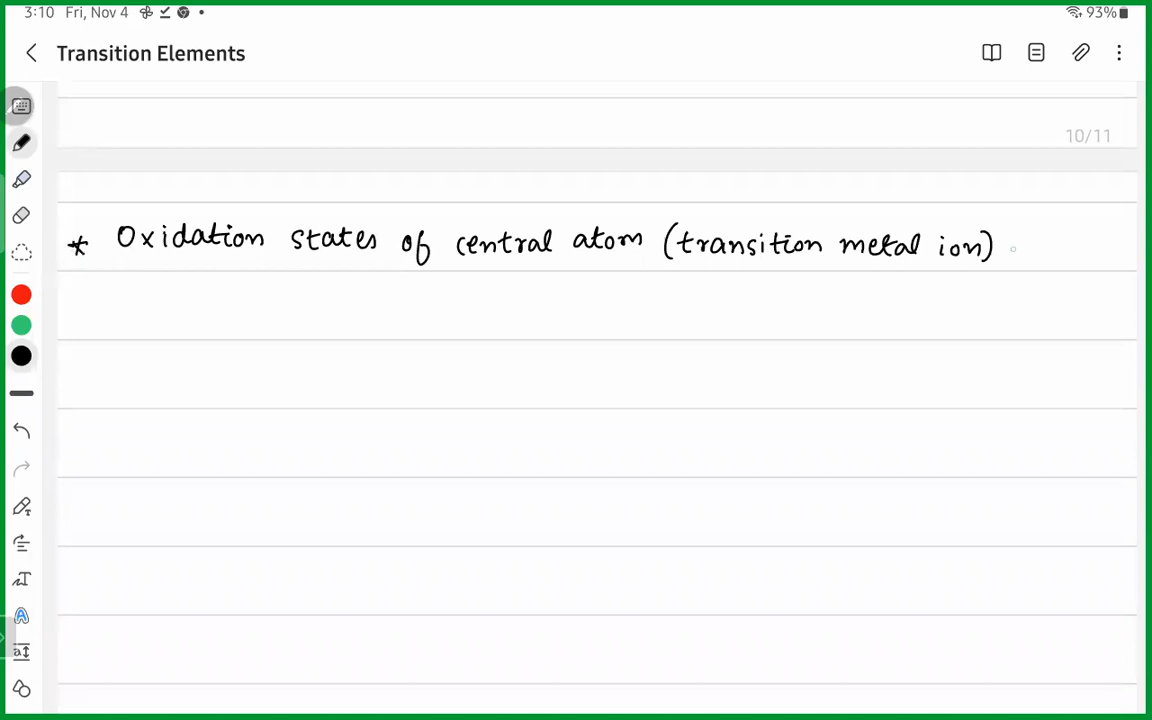 3:10 Fri, Nov 4
93%
Transition Elements
10/11
* Oxidation states of central atom (transition metal ion)